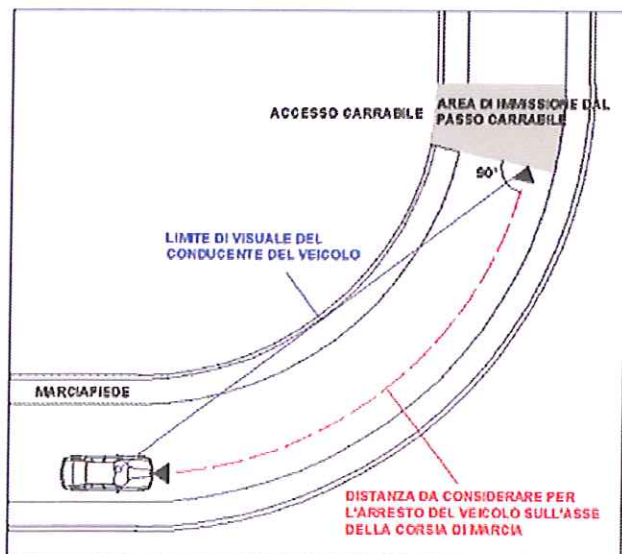 ACCESSO CARRABILE
AREA DI IMMISSIONE DAL
PASSO CARRABILE
90°
LIMITE DI VISUALE DEL
CONDUCENTE DEL VEICOLO
MARCIAPIEDE
DISTANZA DA CONSIDERARE PER
L'ARRESTO DEL VEICOLO SULL'ASSE
DELLA CORSIA DI MARCIA